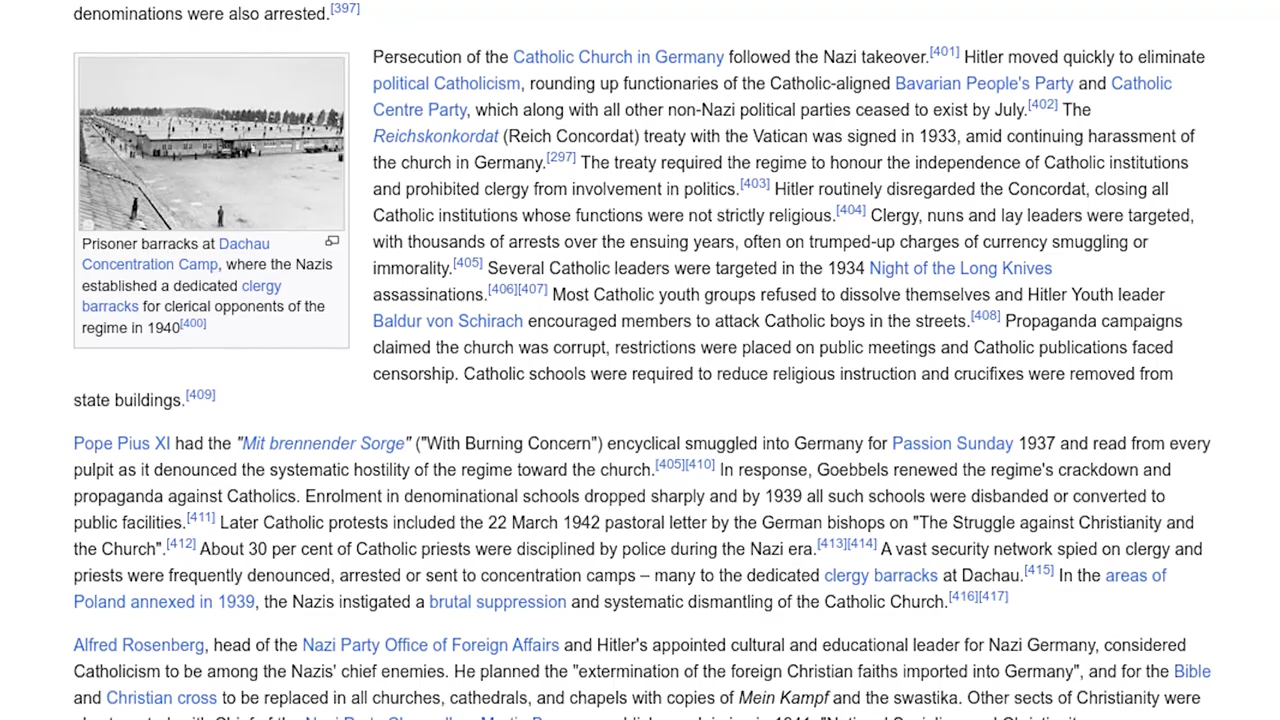 denominations were also arrested.[397]
Prisoner barracks at Dachau
Concentration Camp, where the Nazis
established a dedicated clergy
barracks for clerical opponents of the
regime in 1940[400]
Persecution of the Catholic Church in Germany followed the Nazi takeover.[401] Hitler moved quickly to eliminate
political Catholicism, rounding up functionaries of the Catholic-aligned Bavarian People's Party and Catholic
Centre Party, which along with all other non-Nazi political parties ceased to exist by July.[402] The
Reichskonkordat (Reich Concordat) treaty with the Vatican was signed in 1933, amid continuing harassment of
the church in Germany.[297] The treaty required the regime to honour the independence of Catholic institutions
and prohibited clergy from involvement in politics.[403] Hitler routinely disregarded the Concordat, closing all
Catholic institutions whose functions were not strictly religious.[404] Clergy, nuns and lay leaders were targeted,
with thousands of arrests over the ensuing years, often on trumped-up charges of currency smuggling or
immorality.[405] Several Catholic leaders were targeted in the 1934 Night of the Long Knives
assassinations.[406][407] Most Catholic youth groups refused to dissolve themselves and Hitler Youth leader
Baldur von Schirach encouraged members to attack Catholic boys in the streets.[408] Propaganda campaigns
claimed the church was corrupt, restrictions were placed on public meetings and Catholic publications faced
censorship. Catholic schools were required to reduce religious instruction and crucifixes were removed from
state buildings.[409]
Pope Pius XI had the "Mit brennender Sorge" ("With Burning Concern") encyclical smuggled into Germany for Passion Sunday 1937 and read from every
pulpit as it denounced the systematic hostility of the regime toward the church.[405][410] In response, Goebbels renewed the regime's crackdown and
propaganda against Catholics. Enrolment in denominational schools dropped sharply and by 1939 all such schools were disbanded or converted to
public facilities.[411] Later Catholic protests included the 22 March 1942 pastoral letter by the German bishops on "The Struggle against Christianity and
the Church".[412] About 30 per cent of Catholic priests were disciplined by police during the Nazi era.[413][414] A vast security network spied on clergy and
priests were frequently denounced, arrested or sent to concentration camps – many to the dedicated clergy barracks at Dachau.[415] In the areas of
Poland annexed in 1939, the Nazis instigated a brutal suppression and systematic dismantling of the Catholic Church.[416][417]
Alfred Rosenberg, head of the Nazi Party Office of Foreign Affairs and Hitler's appointed cultural and educational leader for Nazi Germany, considered
Catholicism to be among the Nazis' chief enemies. He planned the "extermination of the foreign Christian faiths imported into Germany", and for the Bible
and Christian cross to be replaced in all churches, cathedrals, and chapels with copies of Mein Kampf and the swastika. Other sects of Christianity were